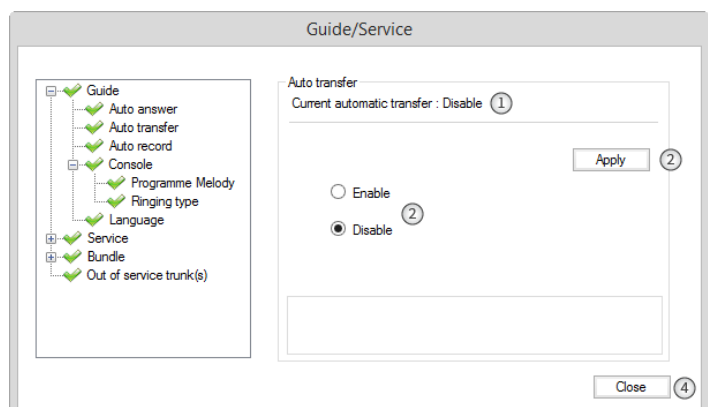 Guide/Service
Guide
Auto answer
Auto transfer
Auto record
Console
Programme Melody
Ringing type
Language
Service
Bundle
Out of service trunk(s)
Auto transfer
Current automatic transfer : Disable 1
Apply 2
Enable
2
Disable
Close 4